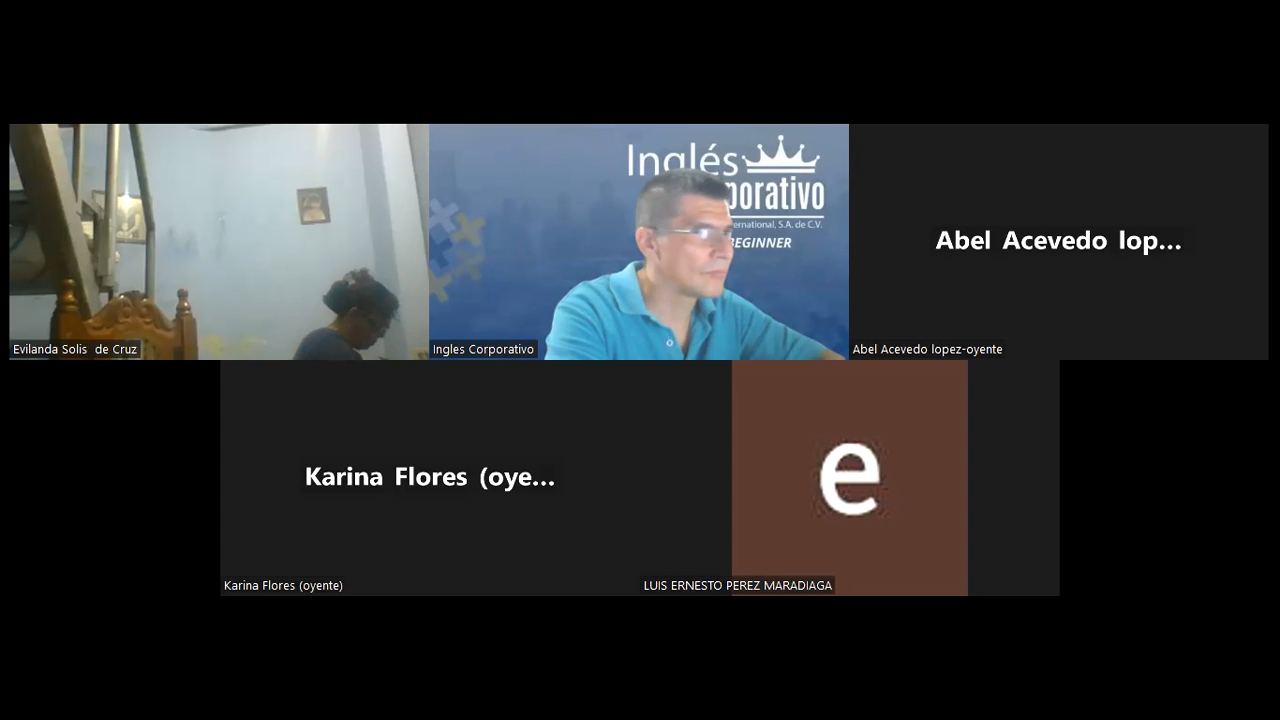 Inglés
porativo
ernational, S.A. de C.V.
BEGINNER
Evilanda Solis de Cruz
Ingles Corporativo
Abel Acevedo lop...
Abel Acevedo lopez-oyente
Karina Flores (oye...
Karina Flores (oyente)
e
LUIS ERNESTO PEREZ MARADIAGA